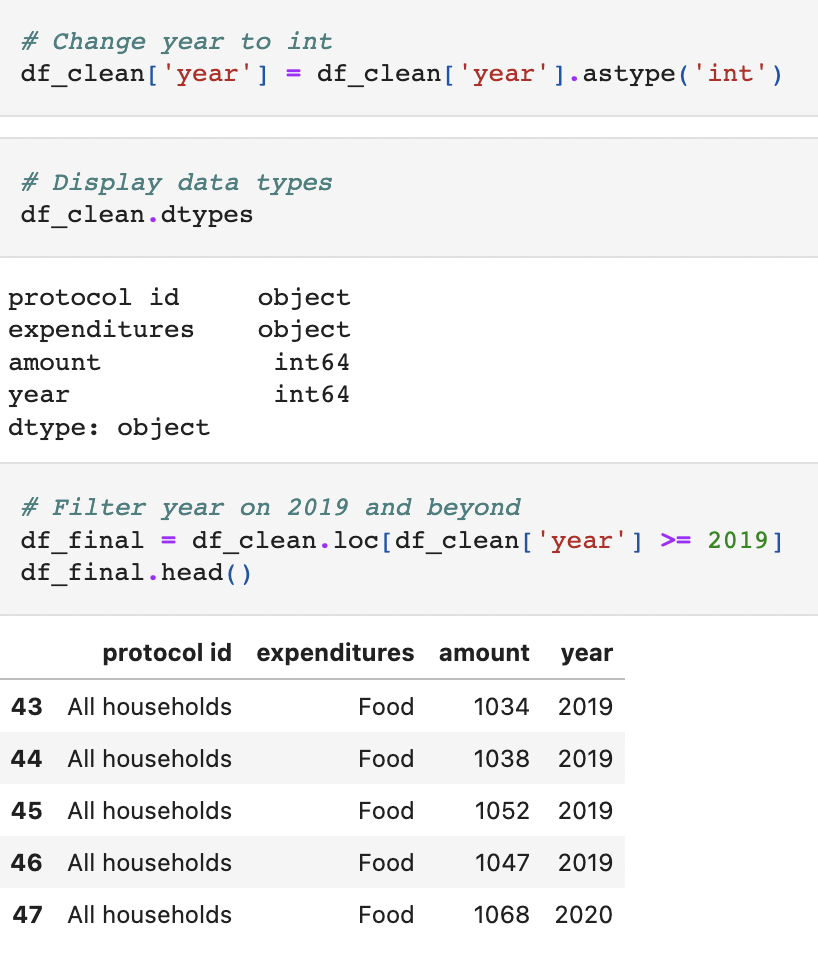 # Change year to int
df_clean['year'] = df_clean['year'].astype('int')
# Display data types
df_clean.dtypes
protocol id     object
expenditures    object
amount           int64
year             int64
dtype: object
# Filter year on 2019 and beyond
df_final = df_clean.loc[df_clean['year'] >= 2019]
df_final.head()
protocol id expenditures amount year
43 All households Food 1034 2019
44 All households Food 1038 2019
45 All households Food 1052 2019
46 All households Food 1047 2019
47 All households Food 1068 2020